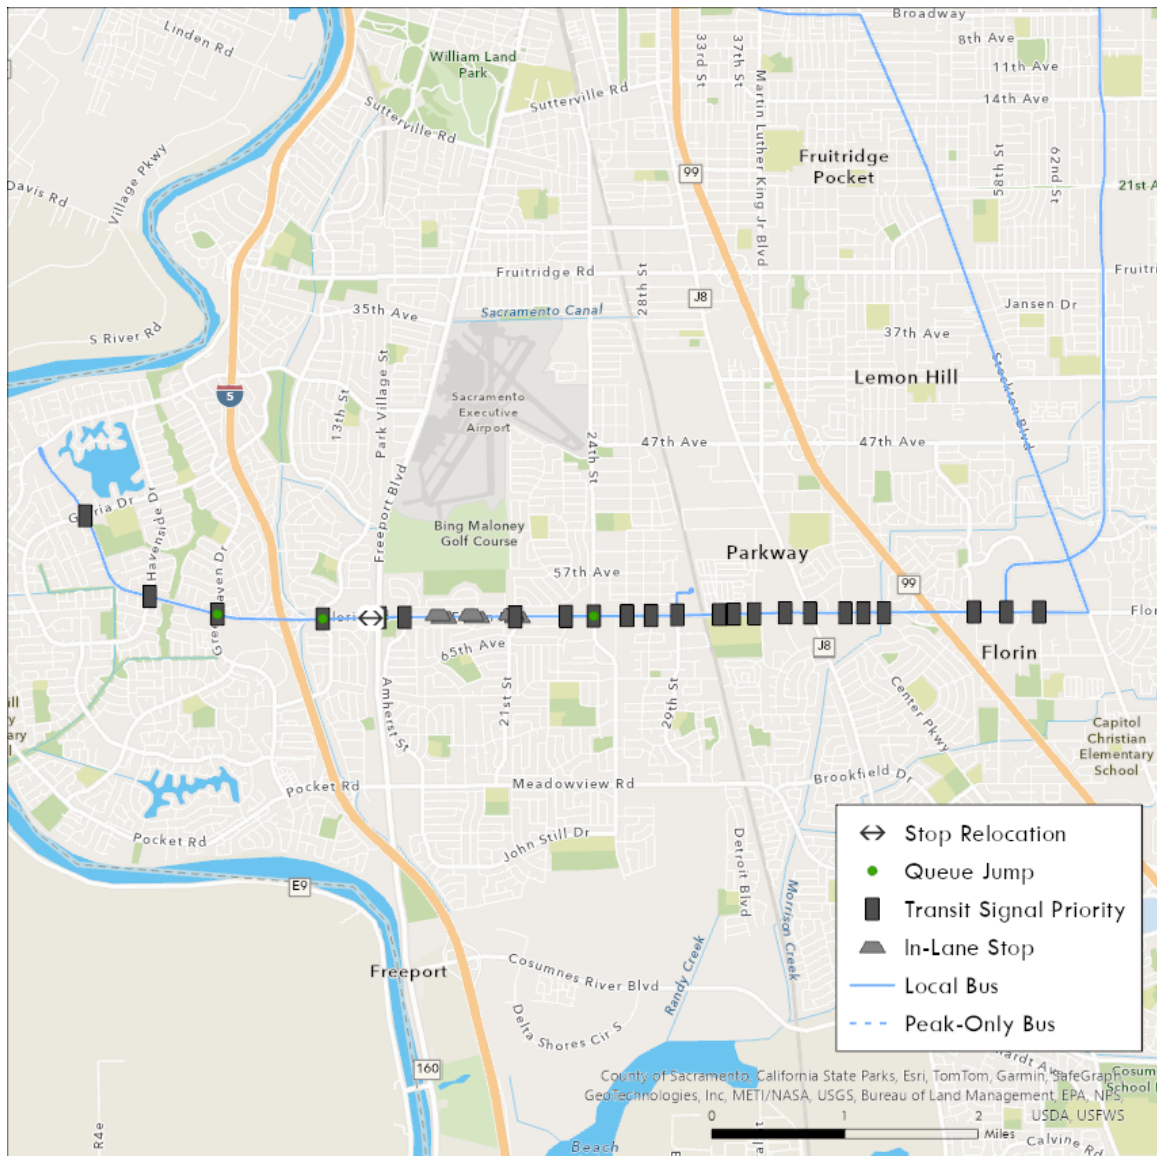 Broadway
Linden Rd
8th Ave
William Land
Park
33rd St
37th St
11th Ave
Martin Luther King Jr Blvd
Sutterville Rd
14th Ave
Sutterville Rd
Village Pkwy
Fruitridge
Pocket
58th St
62nd St
99
Davis Rd
21st A
Fruitridge Rd
Fruitri
28th St
J8
Jansen Dr
Sacramento Canal
35th Ave
S River Rd
37th Ave
Park Village St
Stockton Blvd
Lemon Hill
5
13th St
Sacramento
Executive
Airport
24th St
47th Ave
47th Ave
Freeport Blvd
Gloria Dr
Havenside Dr
Bing Maloney
Golf Course
Parkway
57th Ave
99
Flor
65th Ave
J8
Florin
21st St
29th St
Amherst St
Center Pkwy
Capitol
Christian
Elementary
School
ill
y
ary
l
Meadowview Rd
Brookfield Dr
Pocket Rd
Pocket Rd
John Still Dr
Detroit Blvd
E9
Morrison Creek
Randy Creek
Freeport
Cosumnes River Blvd
Delta Shores Cir S
160
Stop Relocation
Queue Jump
Transit Signal Priority
In-Lane Stop
Local Bus
Peak-Only Bus
County of Sacramento, California State Parks, Esri, TomTom, Garmin, SafeGraph,
GeoTechnologies, Inc, METI/NASA, USGS, Bureau of Land Management, EPA, NPS,
USDA, USFWS
0 1 2
Miles
R4e
Beach
Calvine Rd